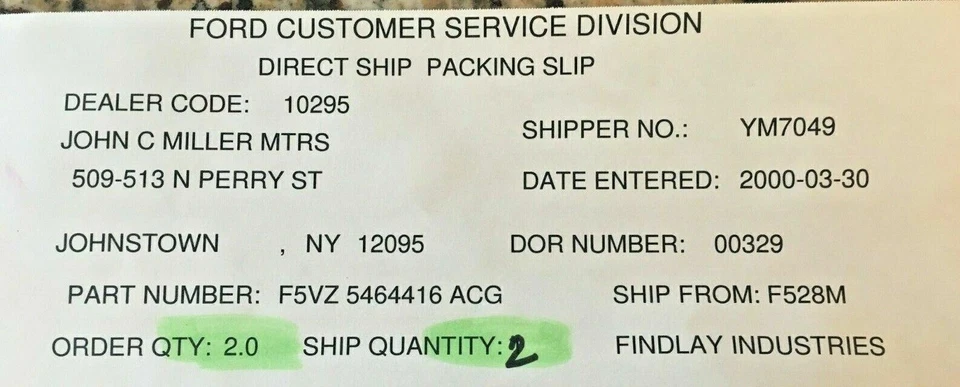 FORD CUSTOMER SERVICE DIVISION
DIRECT SHIP PACKING SLIP
DEALER CODE: 10295
JOHN C MILLER MTRS
SHIPPER NO.: YM7049
509-513 N PERRY ST
DATE ENTERED: 2000-03-30
JOHNSTOWN , NY 12095
DOR NUMBER: 00329
PART NUMBER: F5VZ 5464416 ACG
SHIP FROM: F528M
ORDER QTY: 2.0 SHIP QUANTITY: 2
FINDLAY INDUSTRIES